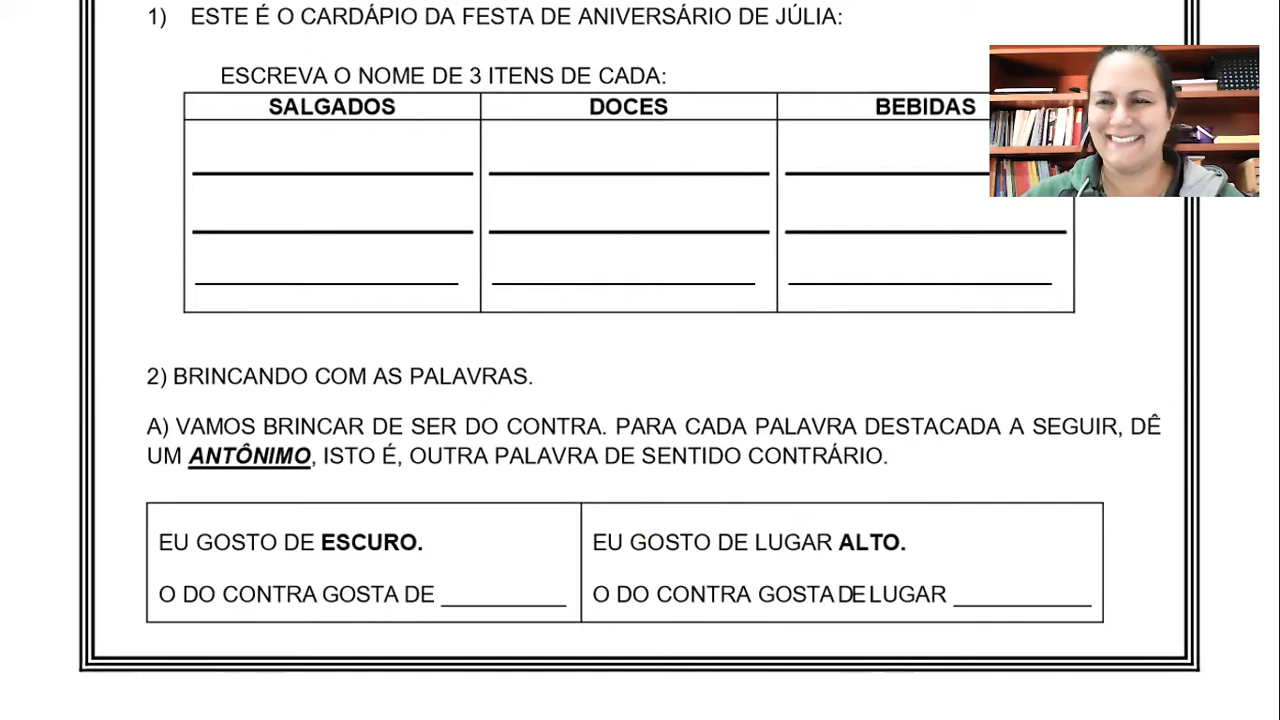 1) ESTE É O CARDÁPIO DA FESTA DE ANIVERSÁRIO DE JÚLIA:
ESCREVA O NOME DE 3 ITENS DE CADA:
SALGADOS DOCES BEBIDAS
2) BRINCANDO COM AS PALAVRAS.
A) VAMOS BRINCAR DE SER DO CONTRA. PARA CADA PALAVRA DESTACADA A SEGUIR, DÊ
UM ANTÔNIMO, ISTO É, OUTRA PALAVRA DE SENTIDO CONTRÁRIO.
EU GOSTO DE ESCURO.
O DO CONTRA GOSTA DE __________
EU GOSTO DE LUGAR ALTO.
O DO CONTRA GOSTA DE LUGAR ___________